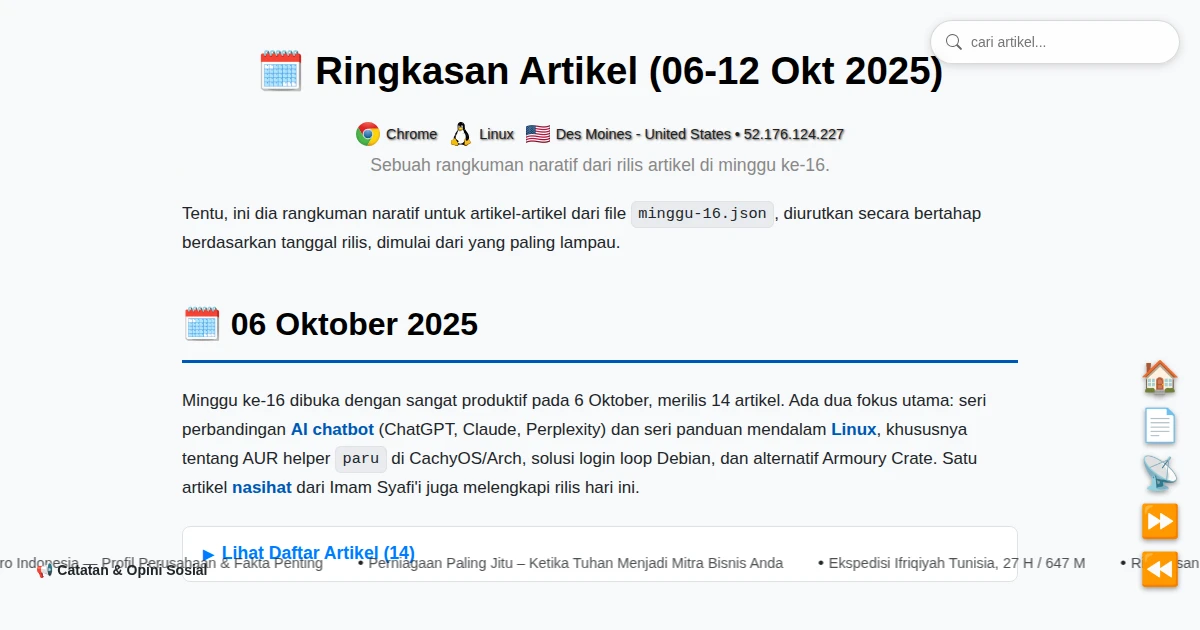 cari artikel...
🗓️ Ringkasan Artikel (06-12 Okt 2025)
Chrome Linux Des Moines - United States • 52.176.124.227
Sebuah rangkuman naratif dari rilis artikel di minggu ke-16.
Tentu, ini dia rangkuman naratif untuk artikel-artikel dari file minggu-16.json, diurutkan secara bertahap
berdasarkan tanggal rilis, dimulai dari yang paling lampau.
🗓️ 06 Oktober 2025
Minggu ke-16 dibuka dengan sangat produktif pada 6 Oktober, merilis 14 artikel. Ada dua fokus utama: seri
perbandingan AI chatbot (ChatGPT, Claude, Perplexity) dan seri panduan mendalam Linux, khususnya
tentang AUR helper paru di CachyOS/Arch, solusi login loop Debian, dan alternatif Armoury Crate. Satu
artikel nasihat dari Imam Syafi'i juga melengkapi rilis hari ini.
▶ Lihat Daftar Artikel (14)
ro Indonesia — Profil Perusahaan & Fakta Penting • Perniagaan Paling Jitu – Ketika Tuhan Menjadi Mitra Bisnis Anda • Ekspedisi Ifriqiyah Tunisia, 27 H / 647 M •
📢 Catatan & Opini Sosial